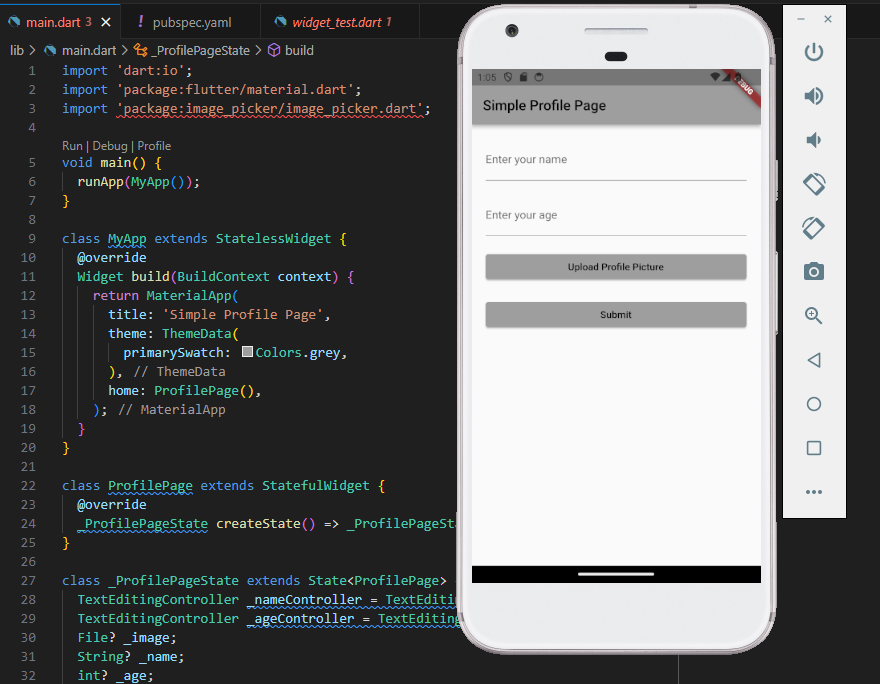 main.dart 3
pubspec.yaml
widget_test.dart 1
lib > main.dart > _ProfilePageState > build
1 import 'dart:io';
2 import 'package:flutter/material.dart';
3 import 'package:image_picker/image_picker.dart';
4
Run | Debug | Profile
5 void main() {
6 runApp(MyApp());
7 }
8
9 class MyApp extends StatelessWidget {
10 @override
11 Widget build(BuildContext context) {
12 return MaterialApp(
13 title: 'Simple Profile Page',
14 theme: ThemeData(
15 primarySwatch: Colors.grey,
16 ), // ThemeData
17 home: ProfilePage(),
18 ); // MaterialApp
19 }
20 }
21
22 class ProfilePage extends StatefulWidget {
23 @override
24 _ProfilePageState createState() => _ProfilePageSta
25 }
26
27 class _ProfilePageState extends State<ProfilePage>
28 TextEditingController _nameController = TextEditin
29 TextEditingController _ageController = TextEditing
30 File? _image;
31 String? _name;
32 int? _age;
1:05
DEBUG
Simple Profile Page
Enter your name
Enter your age
Upload Profile Picture
Submit